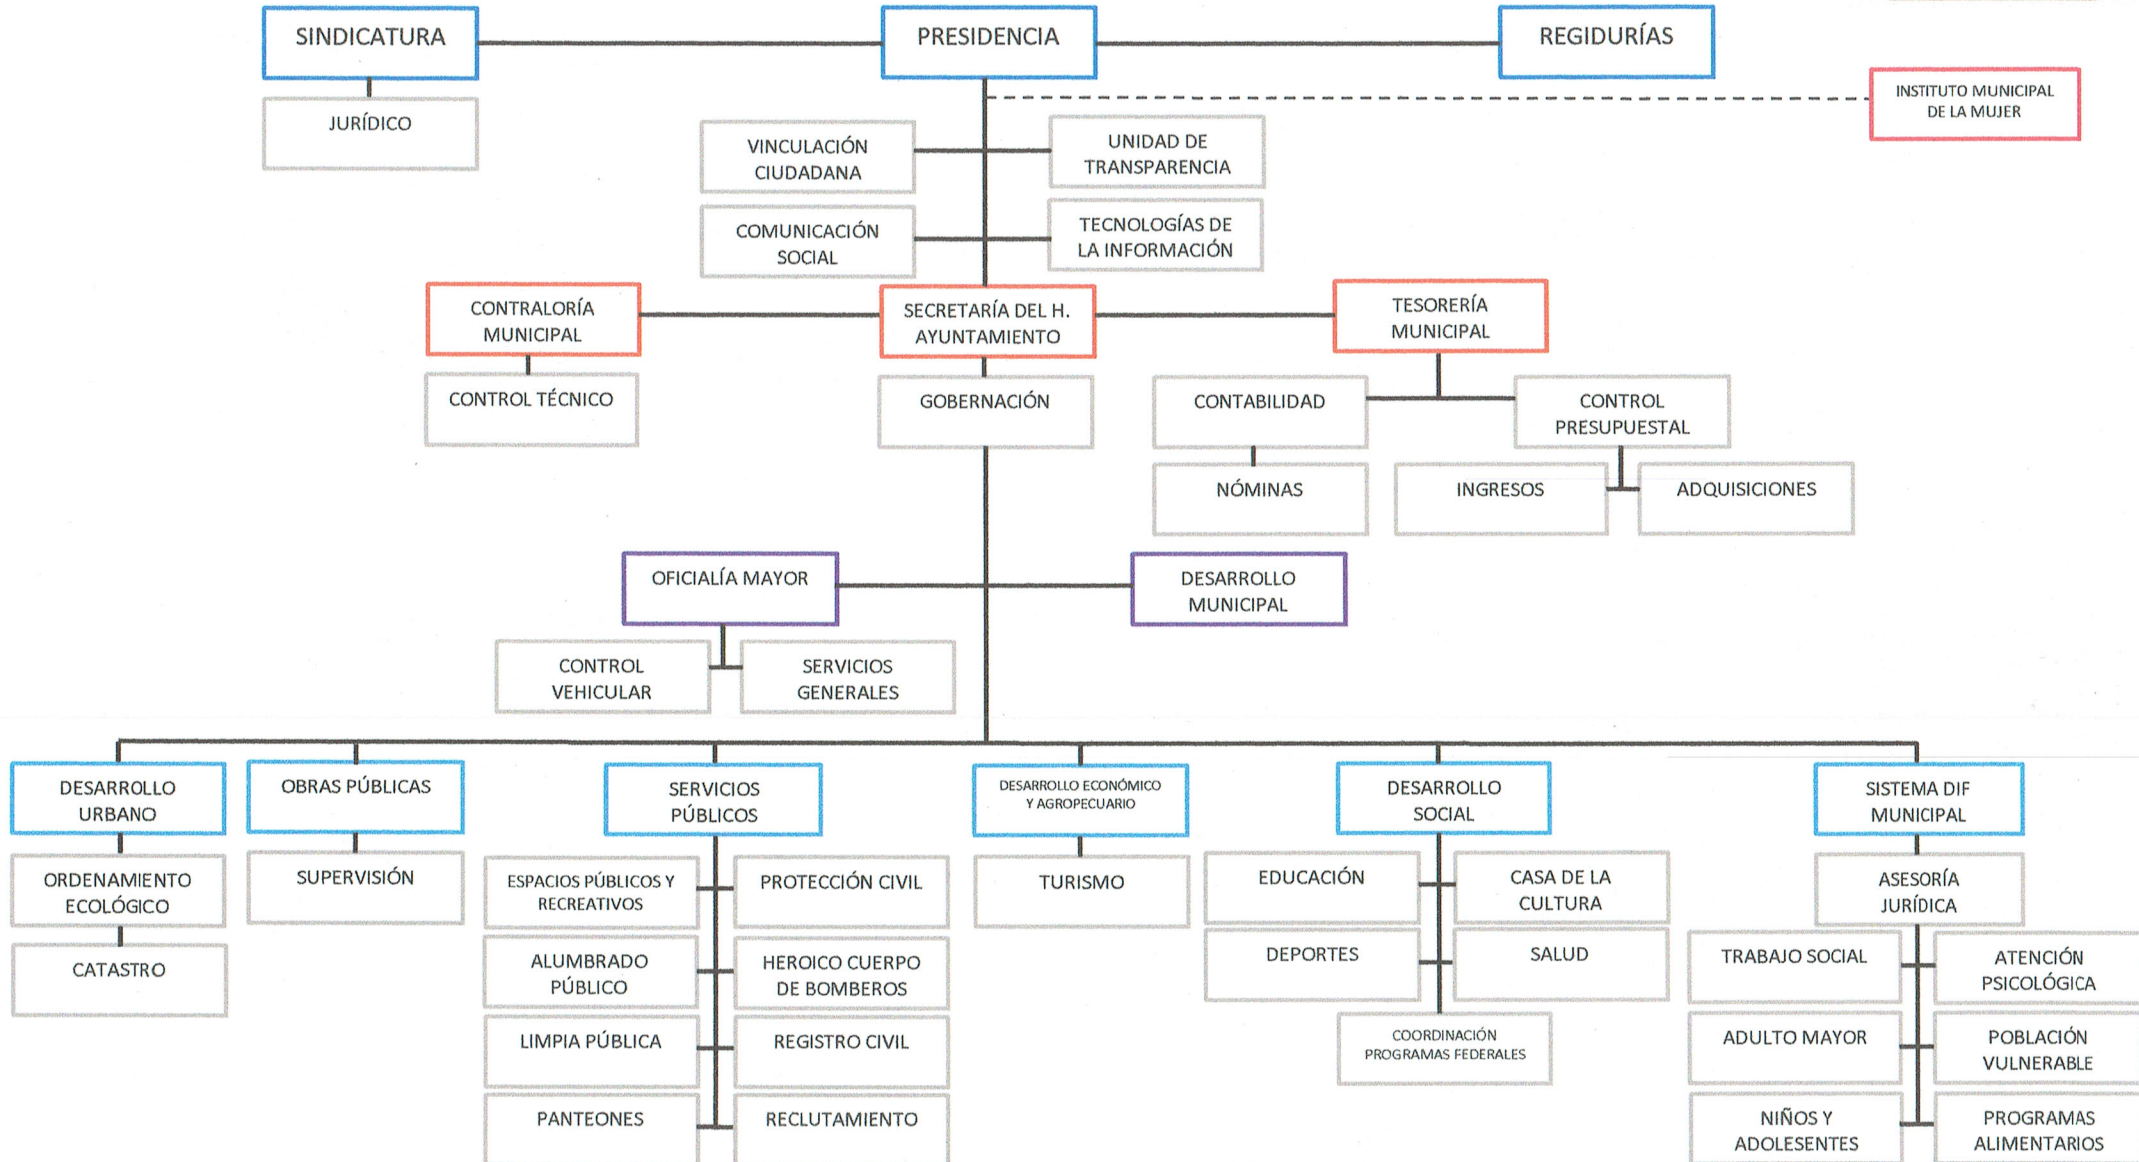 SINDICATURA
PRESIDENCIA
REGIDURÍAS
INSTITUTO MUNICIPAL
DE LA MUJER
JURÍDICO
VINCULACIÓN
CIUDADANA
UNIDAD DE
TRANSPARENCIA
COMUNICACIÓN
SOCIAL
TECNOLOGÍAS DE
LA INFORMACIÓN
CONTRALORÍA
MUNICIPAL
SECRETARÍA DEL H.
AYUNTAMIENTO
TESORERÍA
MUNICIPAL
CONTROL TÉCNICO
GOBERNACIÓN
CONTABILIDAD
CONTROL
PRESUPUESTAL
NÓMINAS
INGRESOS
ADQUISICIONES
OFICIALÍA MAYOR
DESARROLLO
MUNICIPAL
CONTROL
VEHICULAR
SERVICIOS
GENERALES
DESARROLLO
URBANO
OBRAS PÚBLICAS
SERVICIOS
PÚBLICOS
DESARROLLO ECONÓMICO
Y AGROPECUARIO
DESARROLLO
SOCIAL
SISTEMA DIF
MUNICIPAL
ORDENAMIENTO
ECOLÓGICO
SUPERVISIÓN
ESPACIOS PÚBLICOS Y
RECREATIVOS
PROTECCIÓN CIVIL
TURISMO
EDUCACIÓN
CASA DE LA
CULTURA
ASESORÍA
JURÍDICA
CATASTRO
ALUMBRADO
PÚBLICO
HEROICO CUERPO
DE BOMBEROS
DEPORTES
SALUD
TRABAJO SOCIAL
ATENCIÓN
PSICOLÓGICA
LIMPIA PÚBLICA
REGISTRO CIVIL
COORDINACIÓN
PROGRAMAS FEDERALES
ADULTO MAYOR
POBLACIÓN
VULNERABLE
PANTEONES
RECLUTAMIENTO
NIÑOS Y
ADOLESENTES
PROGRAMAS
ALIMENTARIOS